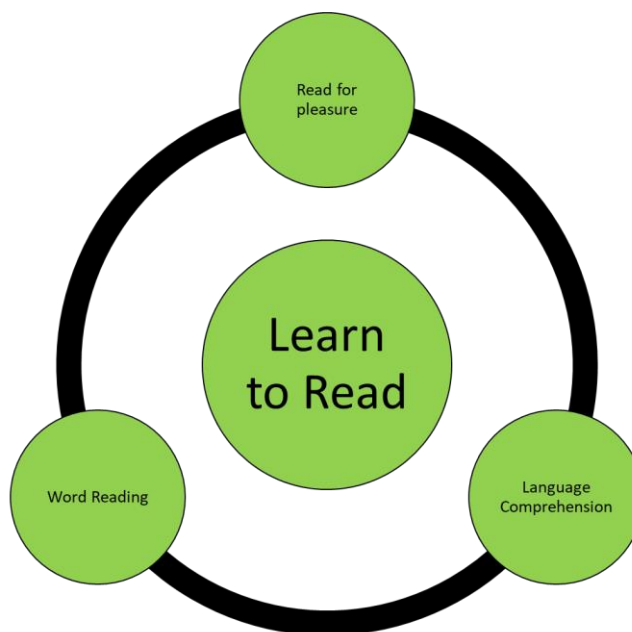 Read for
pleasure
Learn
to Read
Word Reading
Language
Comprehension